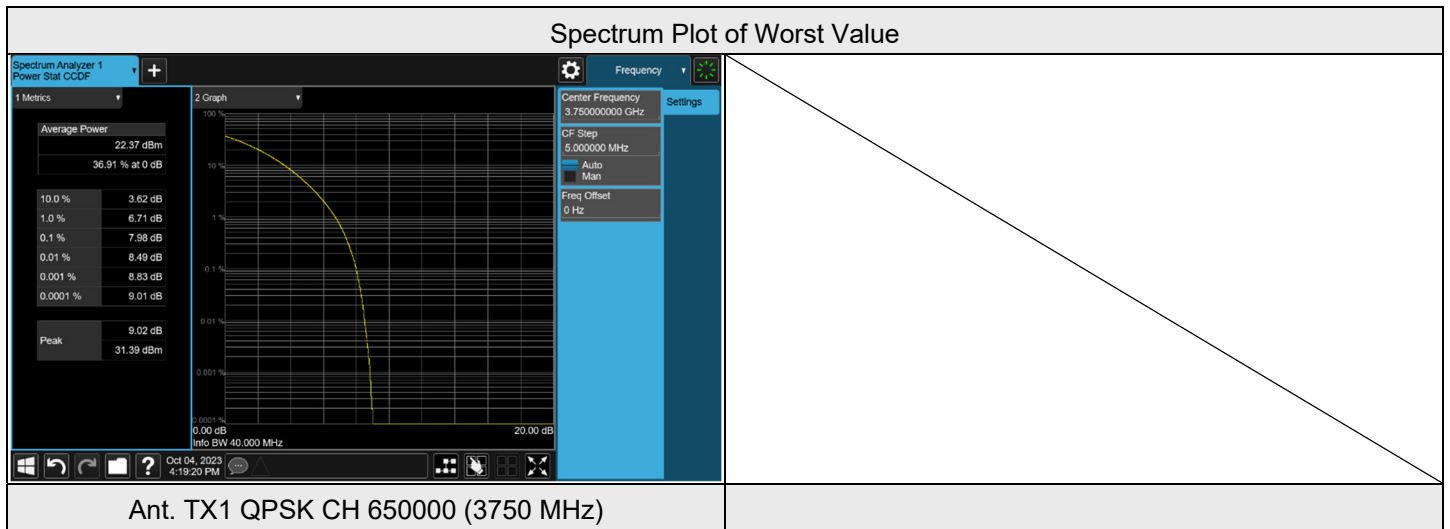 Spectrum Plot of Worst Value
Spectrum Analyzer 1
Power Stat CCDF
+
Frequency
1 Metrics
Average Power
22.37 dBm
36.91 % at 0 dB
10.0 % 3.62 dB
1.0 % 6.71 dB
0.1 % 7.98 dB
0.01 % 8.49 dB
0.001 % 8.83 dB
0.0001 % 9.01 dB
Peak
9.02 dB
31.39 dBm
2 Graph
100 %
10 %
1 %
0.1 %
0.01 %
0.001 %
0.0001 %
0.00 dB 20.00 dB
Info BW 40.000 MHz
Center Frequency
3.750000000 GHz
CF Step
5.000000 MHz
Auto
Man
Freq Offset
0 Hz
Settings
?
Oct 04, 2023
4:19:20 PM
Ant. TX1 QPSK CH 650000 (3750 MHz)